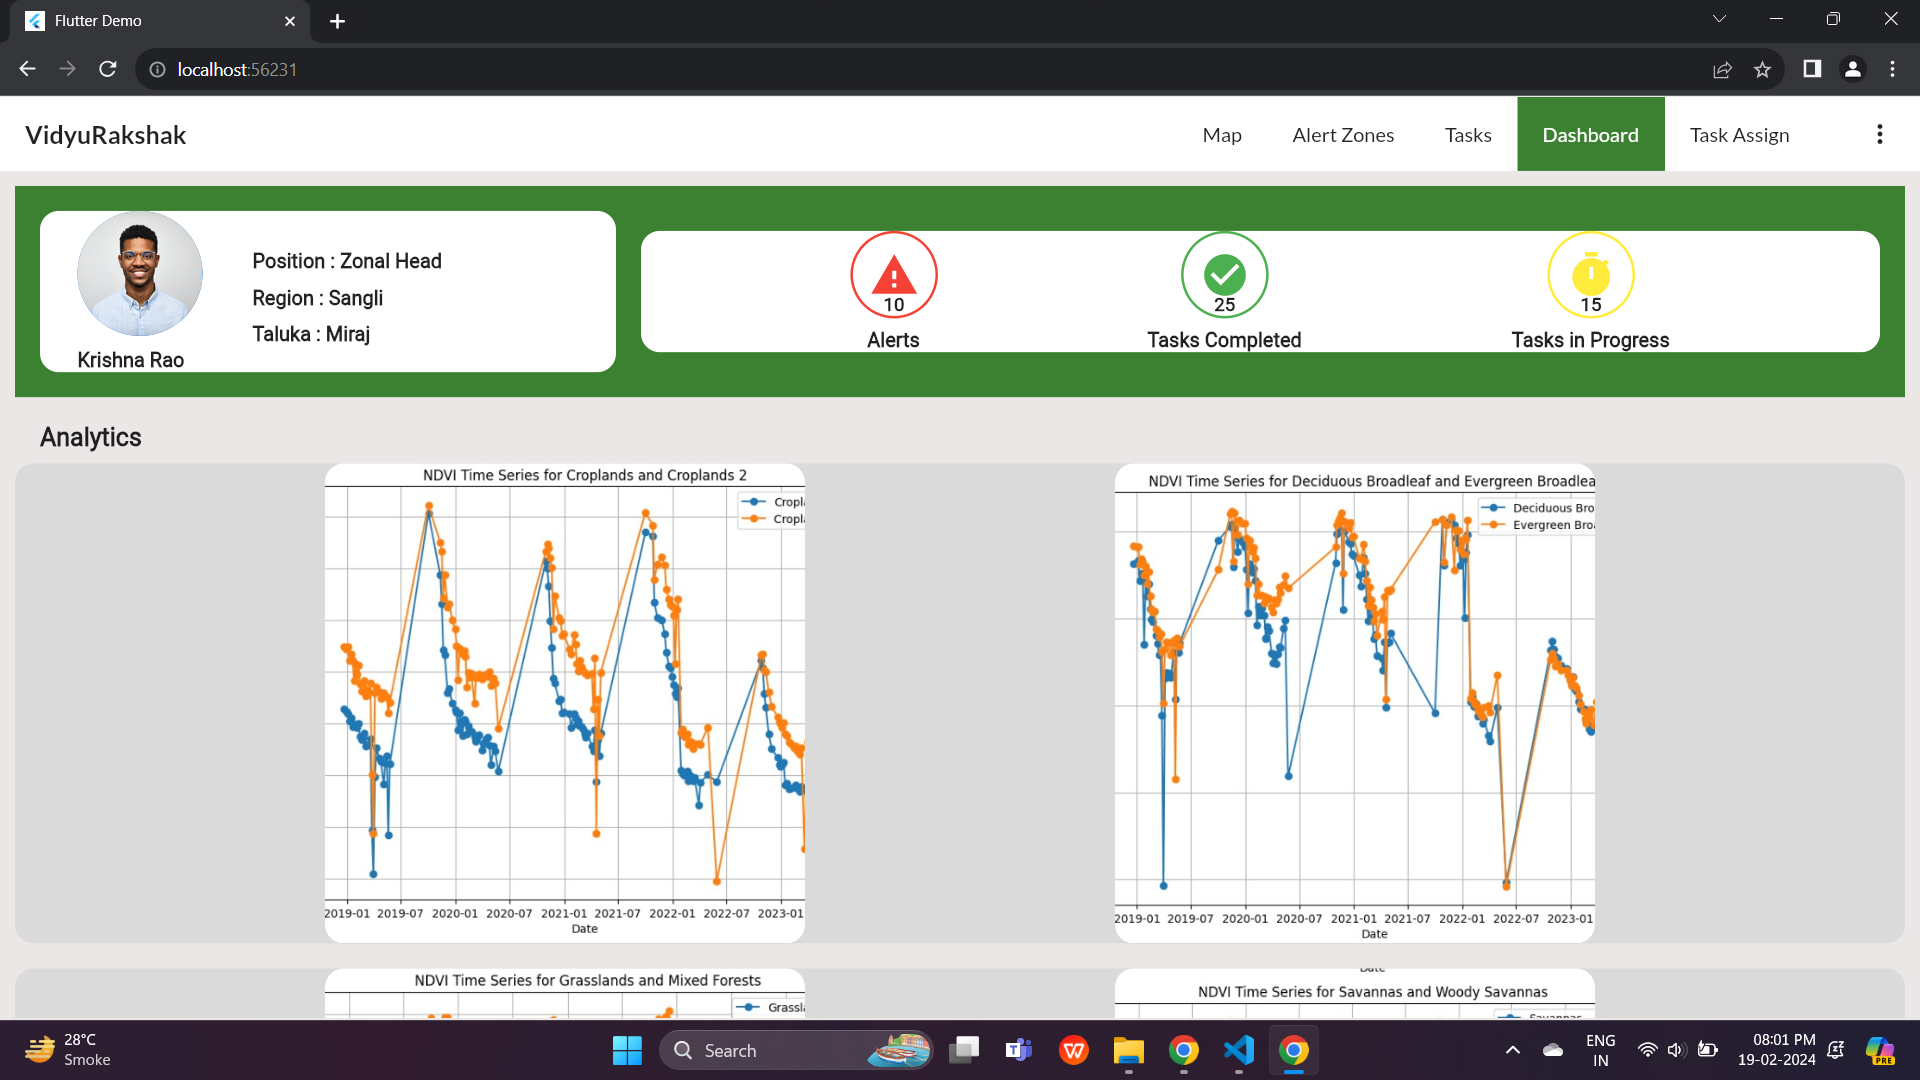 Flutter Demo
localhost:56231
VidyuRakshak
Map
Alert Zones
Tasks
Dashboard
Task Assign
Position : Zonal Head
Region : Sangli
Taluka : Miraj
Krishna Rao
10
Alerts
25
Tasks Completed
15
Tasks in Progress
Analytics
NDVI Time Series for Croplands and Croplands 2
Cropl
Cropl
2019-01 2019-07 2020-01 2020-07 2021-01 2021-07 2022-01 2022-07 2023-01
Date
NDVI Time Series for Deciduous Broadleaf and Evergreen Broadlea
Deciduous Bro
Evergreen Broa
2019-01 2019-07 2020-01 2020-07 2021-01 2021-07 2022-01 2022-07 2023-01
Date
NDVI Time Series for Grasslands and Mixed Forests
Grassl
Date
NDVI Time Series for Savannas and Woody Savannas
Savannas
28°C
Smoke
Search
ENG
IN
08:01 PM
19-02-2024
PRE